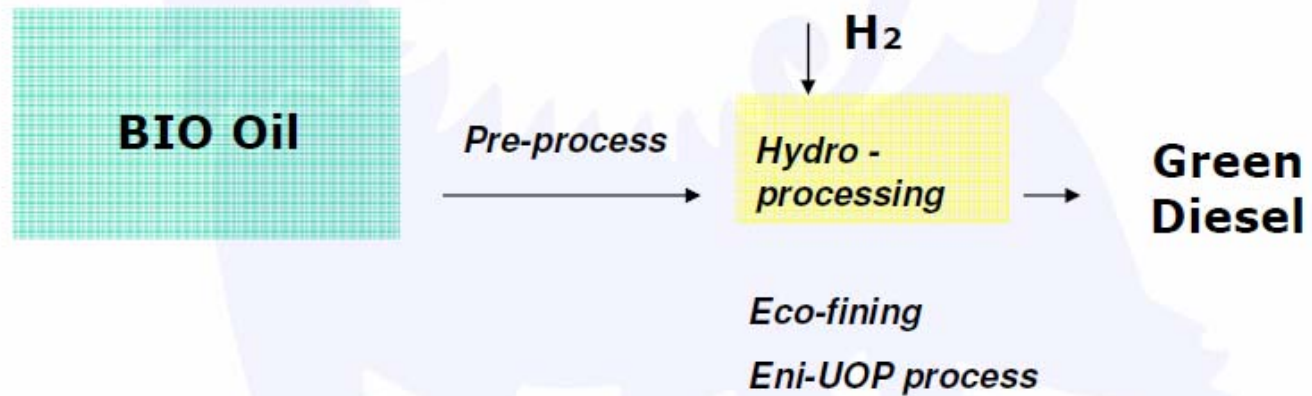 H₂
BIO Oil
Pre-process
Hydro -
processing
Green
Diesel
Eco-fining
Eni-UOP process